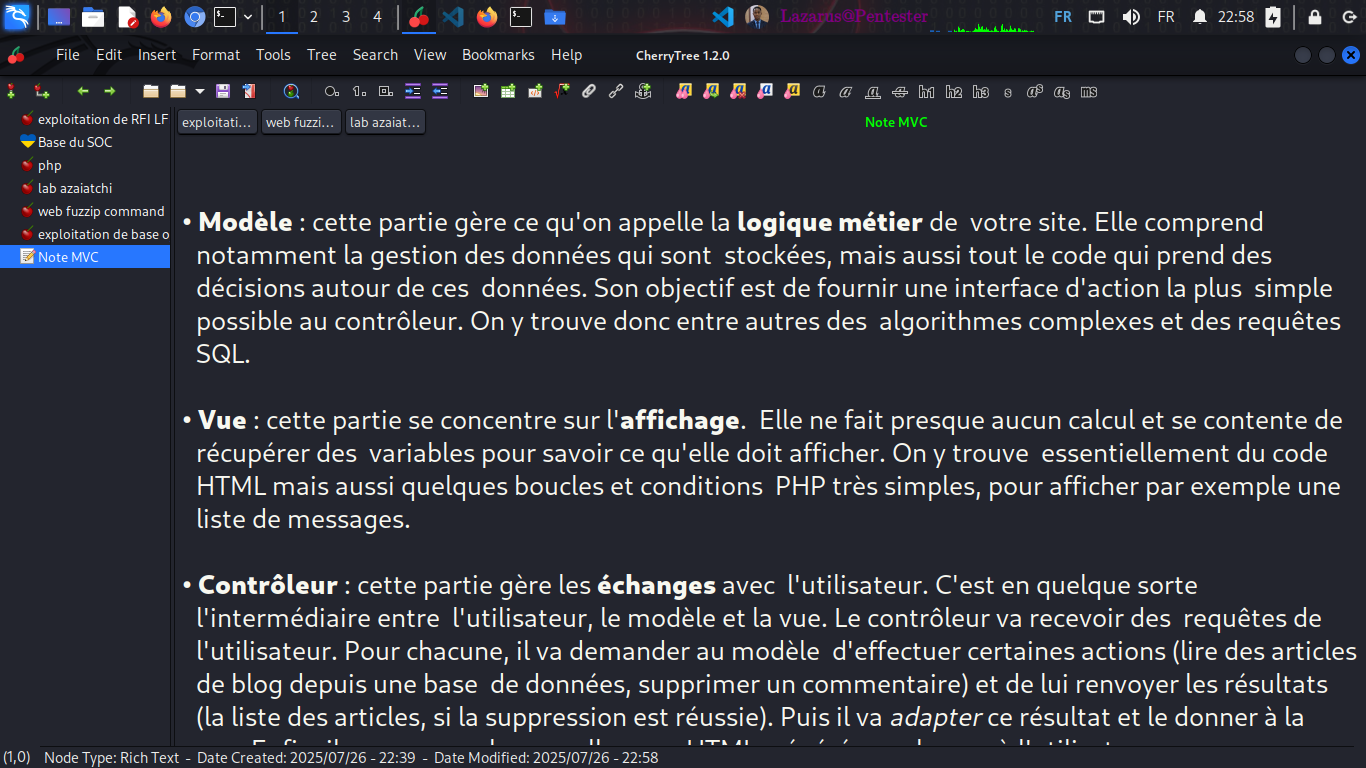 1 2 3 4 Lazarus@Pentester FR FR 22:58
File Edit Insert Format Tools Tree Search View Bookmarks Help CherryTree 1.2.0
h1 h2 h3 s a s a s ms
exploitation de RFI LF
Base du SOC
php
lab azaiatchi
web fuzzip command
exploitation de base o
Note MVC
exploitati... web fuzzi... lab azaiat... Note MVC
• Modèle : cette partie gère ce qu'on appelle la logique métier de votre site. Elle comprend
notamment la gestion des données qui sont stockées, mais aussi tout le code qui prend des
décisions autour de ces données. Son objectif est de fournir une interface d'action la plus simple
possible au contrôleur. On y trouve donc entre autres des algorithmes complexes et des requêtes
SQL.
• Vue : cette partie se concentre sur l'affichage. Elle ne fait presque aucun calcul et se contente de
récupérer des variables pour savoir ce qu'elle doit afficher. On y trouve essentiellement du code
HTML mais aussi quelques boucles et conditions PHP très simples, pour afficher par exemple une
liste de messages.
• Contrôleur : cette partie gère les échanges avec l'utilisateur. C'est en quelque sorte
l'intermédiaire entre l'utilisateur, le modèle et la vue. Le contrôleur va recevoir des requêtes de
l'utilisateur. Pour chacune, il va demander au modèle d'effectuer certaines actions (lire des articles
de blog depuis une base de données, supprimer un commentaire) et de lui renvoyer les résultats
(la liste des articles, si la suppression est réussie). Puis il va adapter ce résultat et le donner à la
(1,0) Node Type: Rich Text - Date Created: 2025/07/26 - 22:39 - Date Modified: 2025/07/26 - 22:58